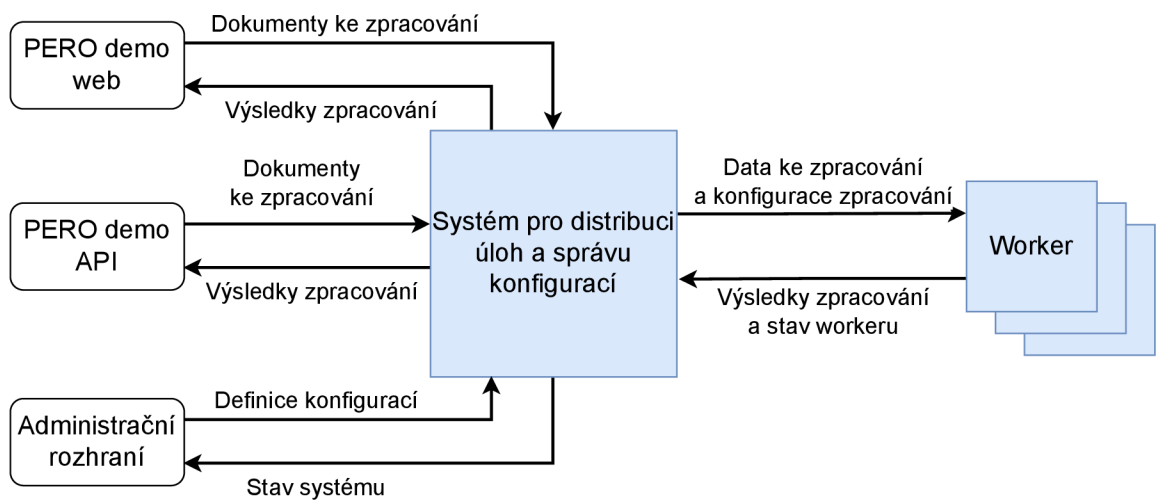 Dokumenty ke zpracování
PERO demo
web
Výsledky zpracování
Dokumenty
ke zpracování
PERO demo
API
Výsledky zpracování
Systém pro distribuci
úloh a správu
konfigurací
Data ke zpracování
a konfigurace zpracování
Worker
Výsledky zpracování
a stav workeru
Definice konfigurací
Administrační
rozhraní
Stav systému